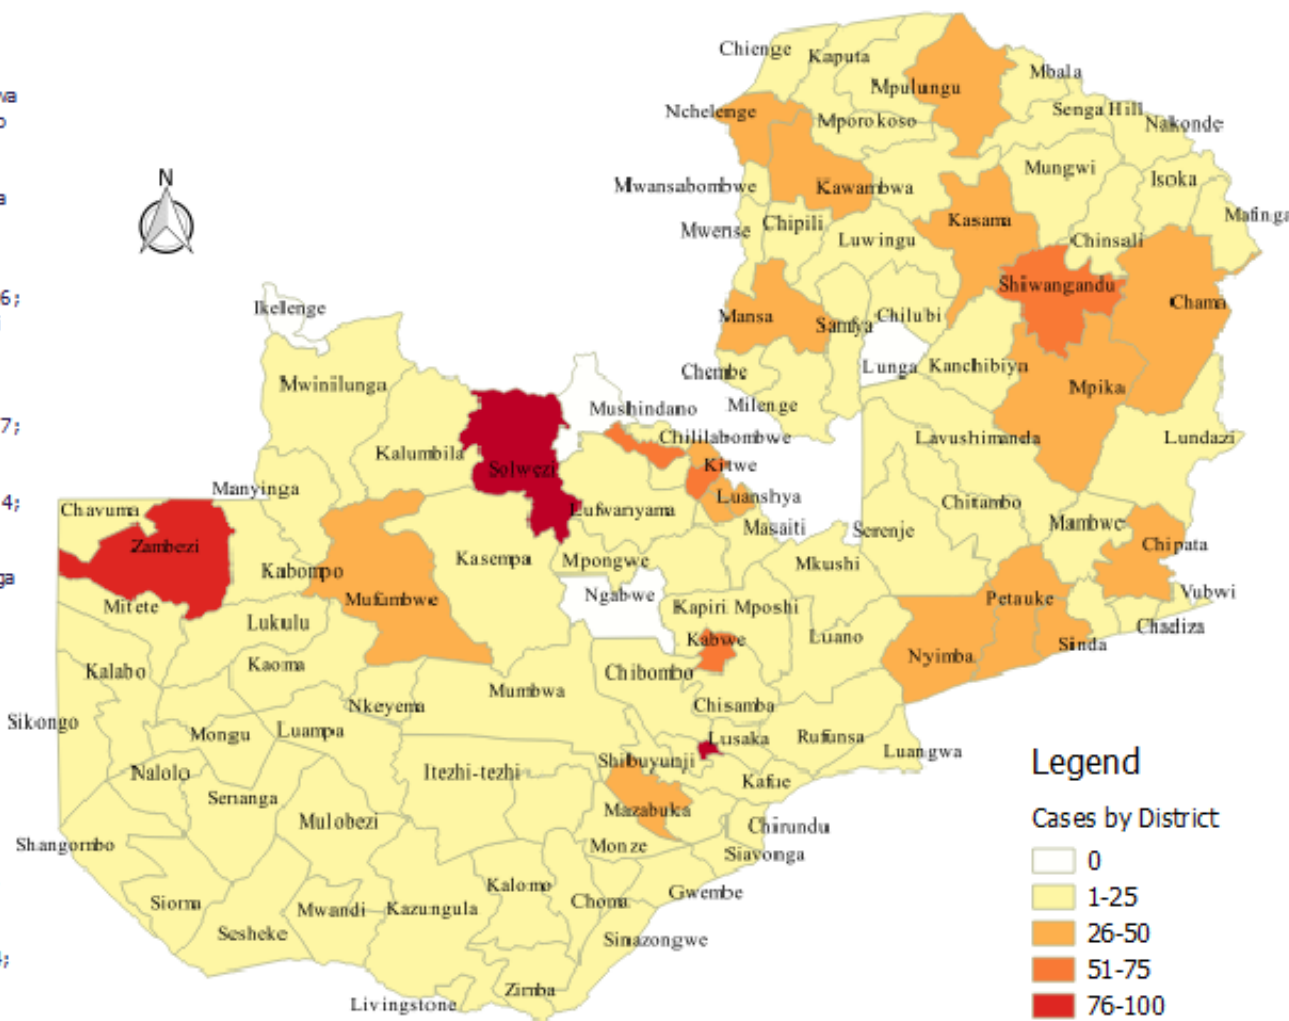 Chienge
Kaputa
Mbala
Mpulungu
Nchelenge
Senga Hill
Mporokoso
Nakonde
Mungwi
Isoka
Mwansabombwe
Kawambwa
Mafinga
Chipili
Kasama
Mwense
Luwingu
Chinsali
N
Shiwangandu
Ikelenge
Chama
Mansa
Samfya
Chilubi
Lunga
Kanchibiya
Chembe
Mwinilunga
Mpika
Milenge
Mushindano
Chililabombwe
Lavushimanda
Lundazi
Kalumbila
Solwezi
Kitwe
Manyinga
Luanshya
Chitambo
Chavuma
Lufwanyama
Masaiti
Serenje
Mambwe
Zambezi
Chipata
Kasempa
Mpongwe
Mkushi
Kabompo
Vubwi
Ngabwe
Mufumbwe
Petauke
Mitete
Kapiri Mposhi
Lukulu
Luano
Chadiza
Kabwe
Sinda
Nyimba
Kaoma
Kalabo
Chibombo
Mumbwa
Nkeyema
Chisamba
Sikongo
Mongu
Luampa
Lusaka
Rufunsa
Luangwa
Shibuyunji
Nalolo
Itezhi-tezhi
Kafue
Senanga
Mazabuka
Mulobezi
Chirundu
Shangombo
Monze
Siavonga
Kalomo
Gwembe
Sioma
Choma
Mwandi
Kazungula
Sesheke
Sinazongwe
Zimba
Livingstone
Legend
Cases by District
0
1-25
26-50
51-75
76-100
6;
7;
4;